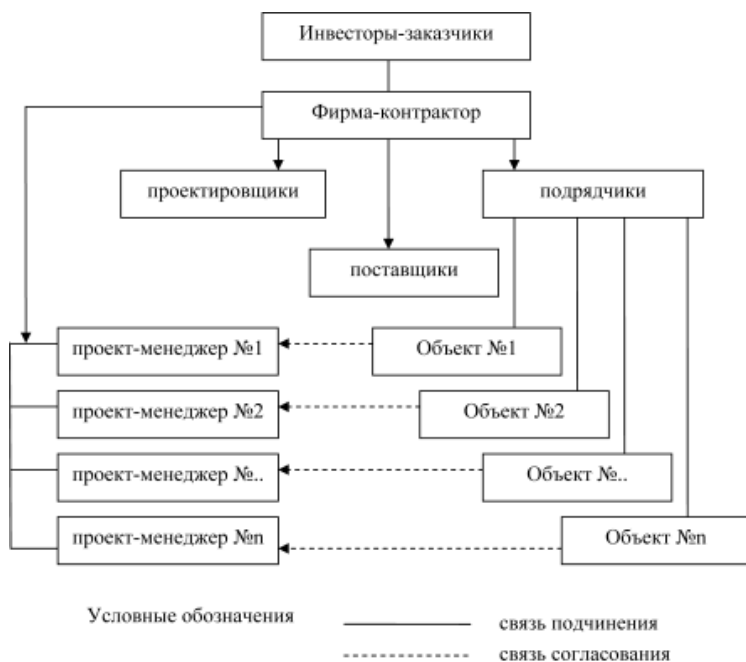 Инвесторы-заказчики
Фирма-контрактор
проектировщики
подрядчики
поставщики
проект-менеджер №1
Объект №1
проект-менеджер №2
Объект №2
проект-менеджер №..
Объект №..
проект-менеджер №n
Объект №n
Условные обозначения
связь подчинения
связь согласования